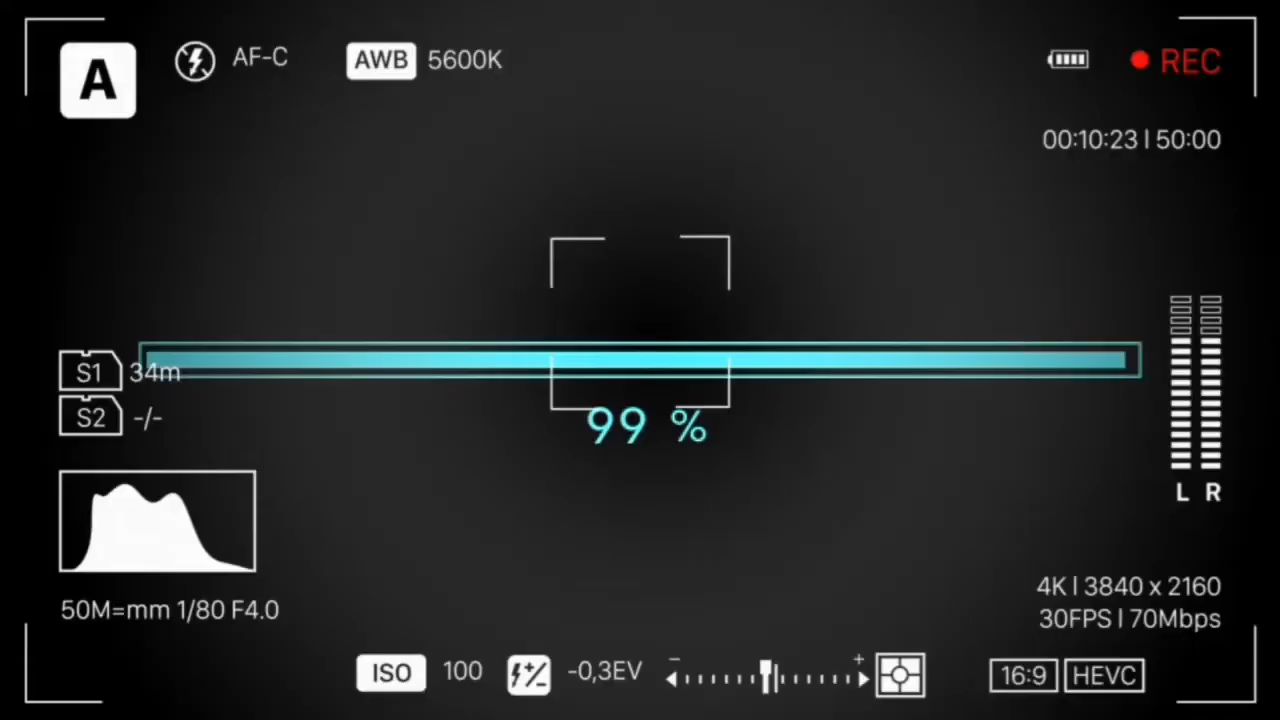 A AF-C AWB 5600K REC
00:10:23 | 50:00
S1 34m
S2 -/-
99 %
L R
50M=mm 1/80 F4.0
4K | 3840 x 2160
30FPS | 70Mbps
ISO 100 -0,3EV - + 16:9 HEVC